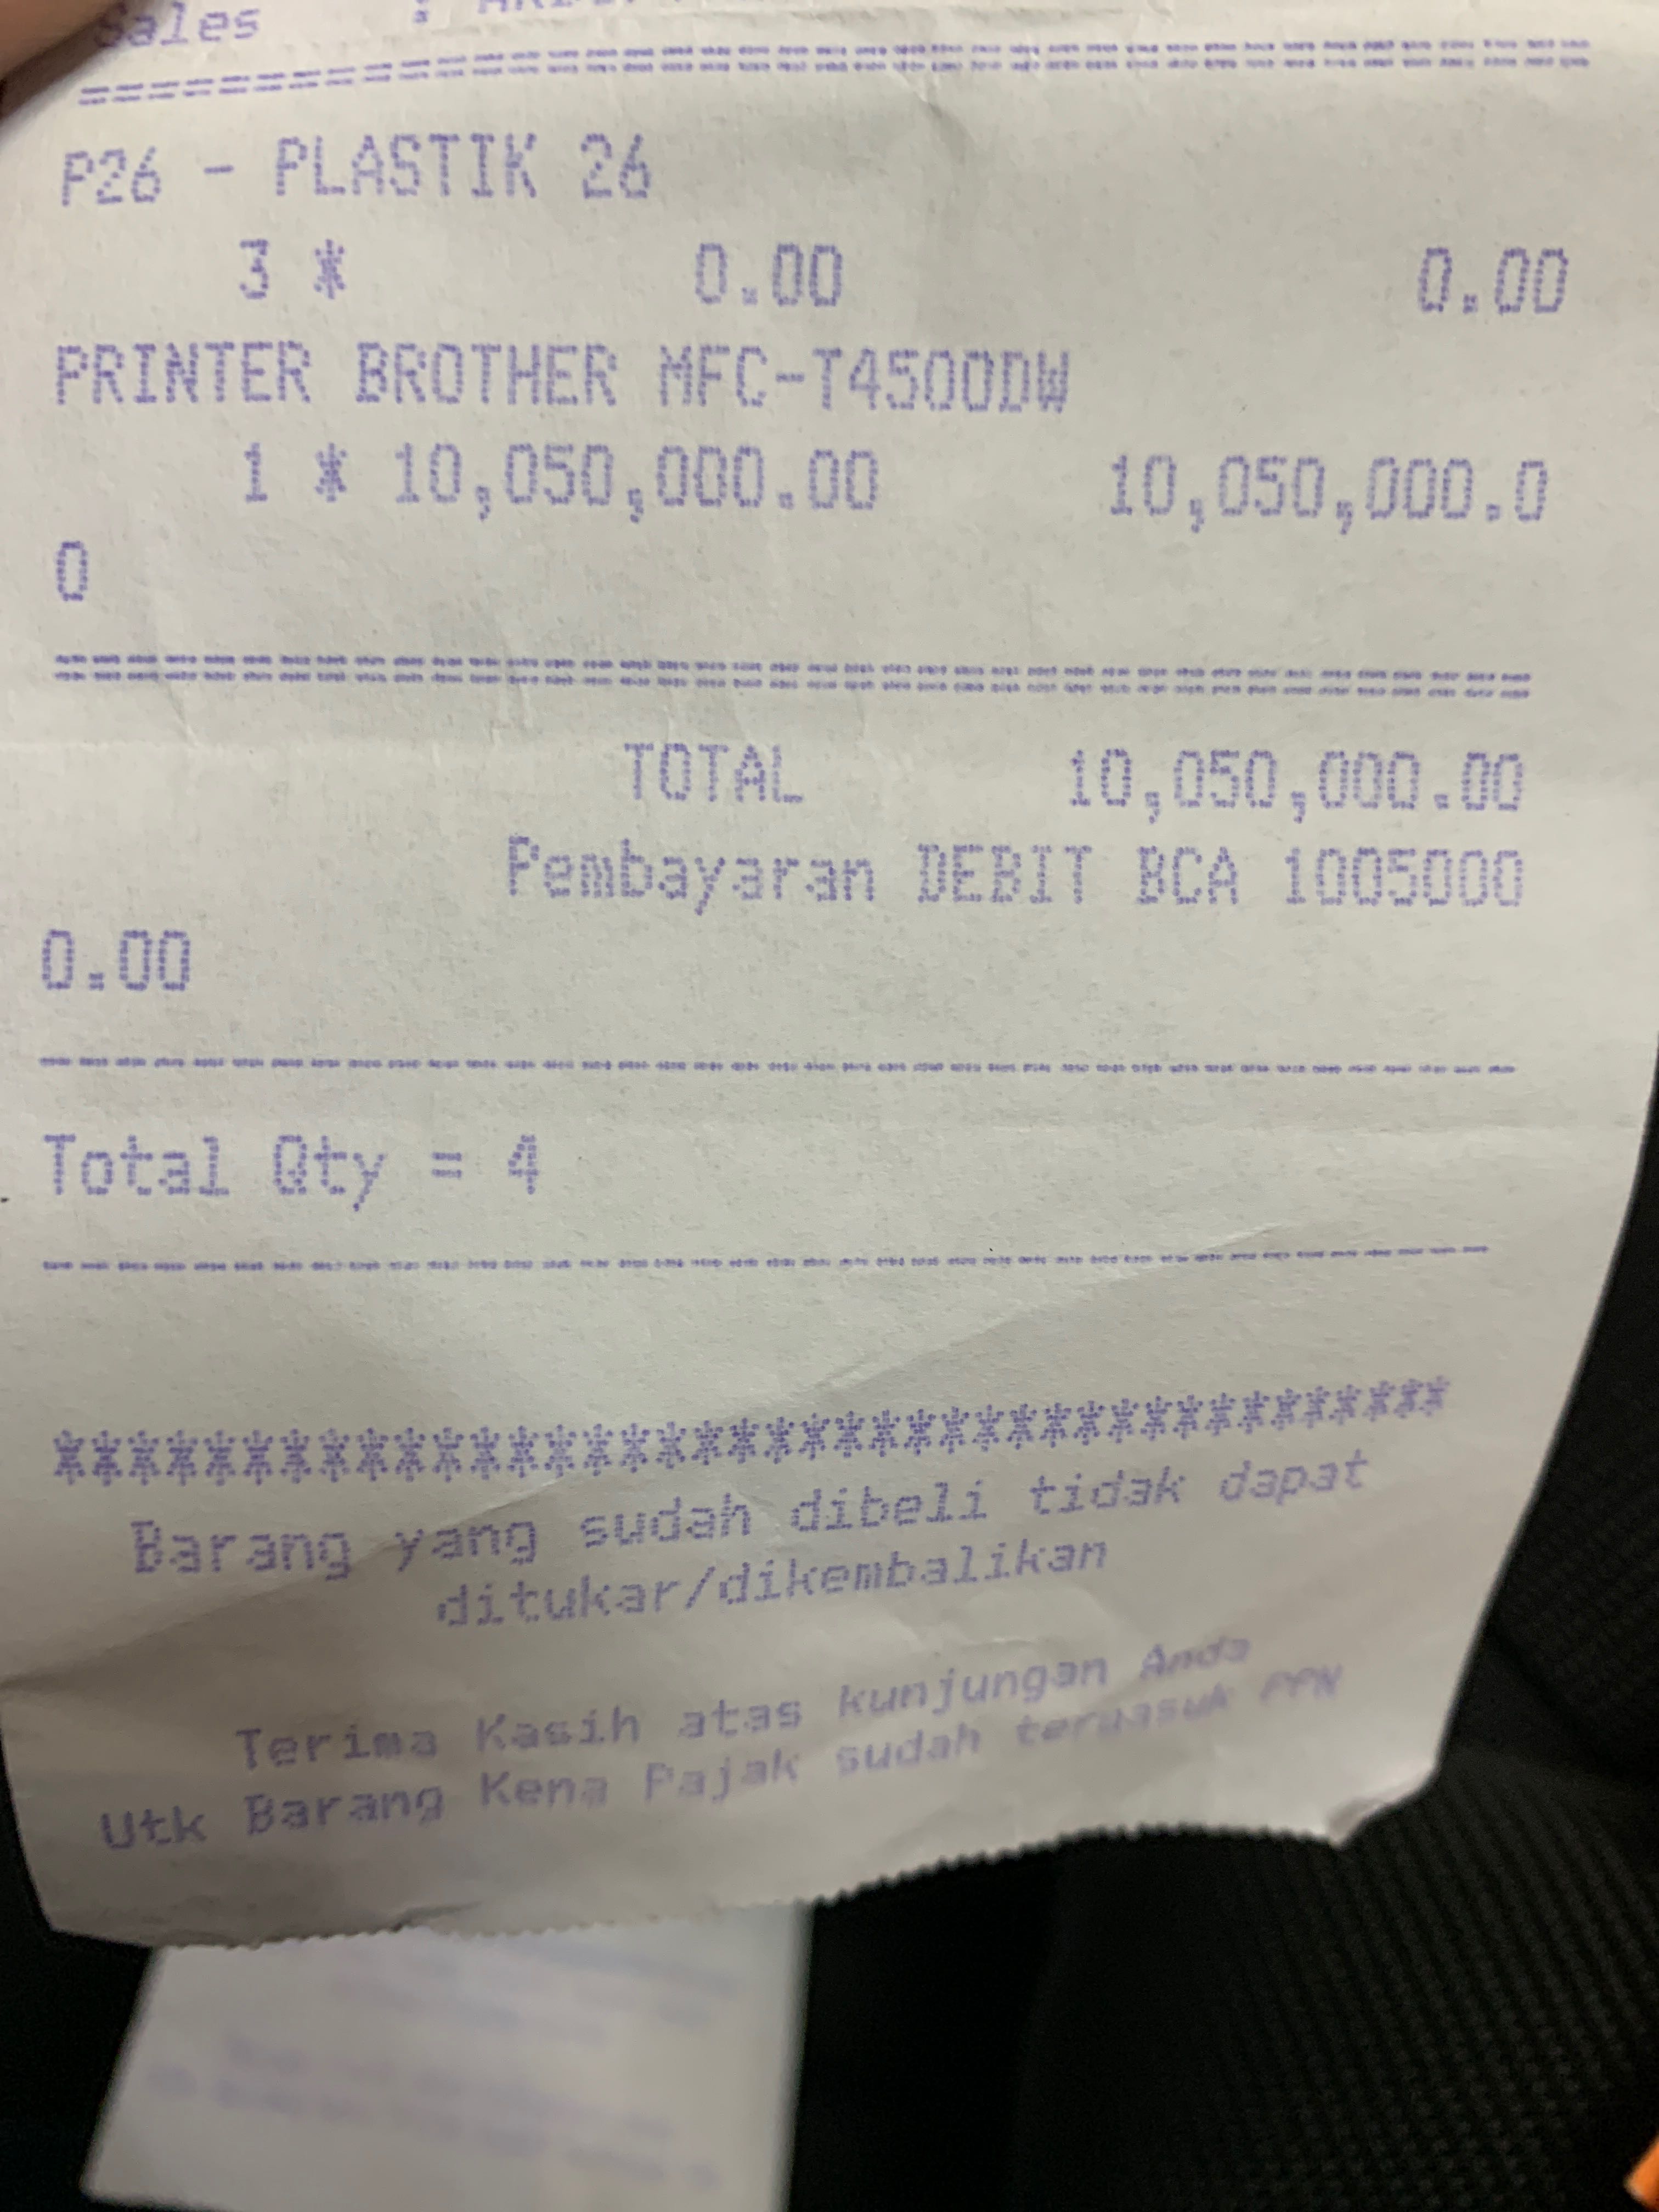 Sales :
P26 - PLASTIK 26
3 * 0.00 0.00
PRINTER BROTHER MFC-T4500DW
1 * 10,050,000.00 10,050,000.0
0
TOTAL 10,050,000.00
Pembayaran DEBIT BCA 1005000
0.00
Total Qty = 4
**************************************
Barang yang sudah dibeli tidak dapat
ditukar/dikembalikan
Terima Kasih atas kunjungan Anda
Utk Barang Kena Pajak sudah termasuk PPN